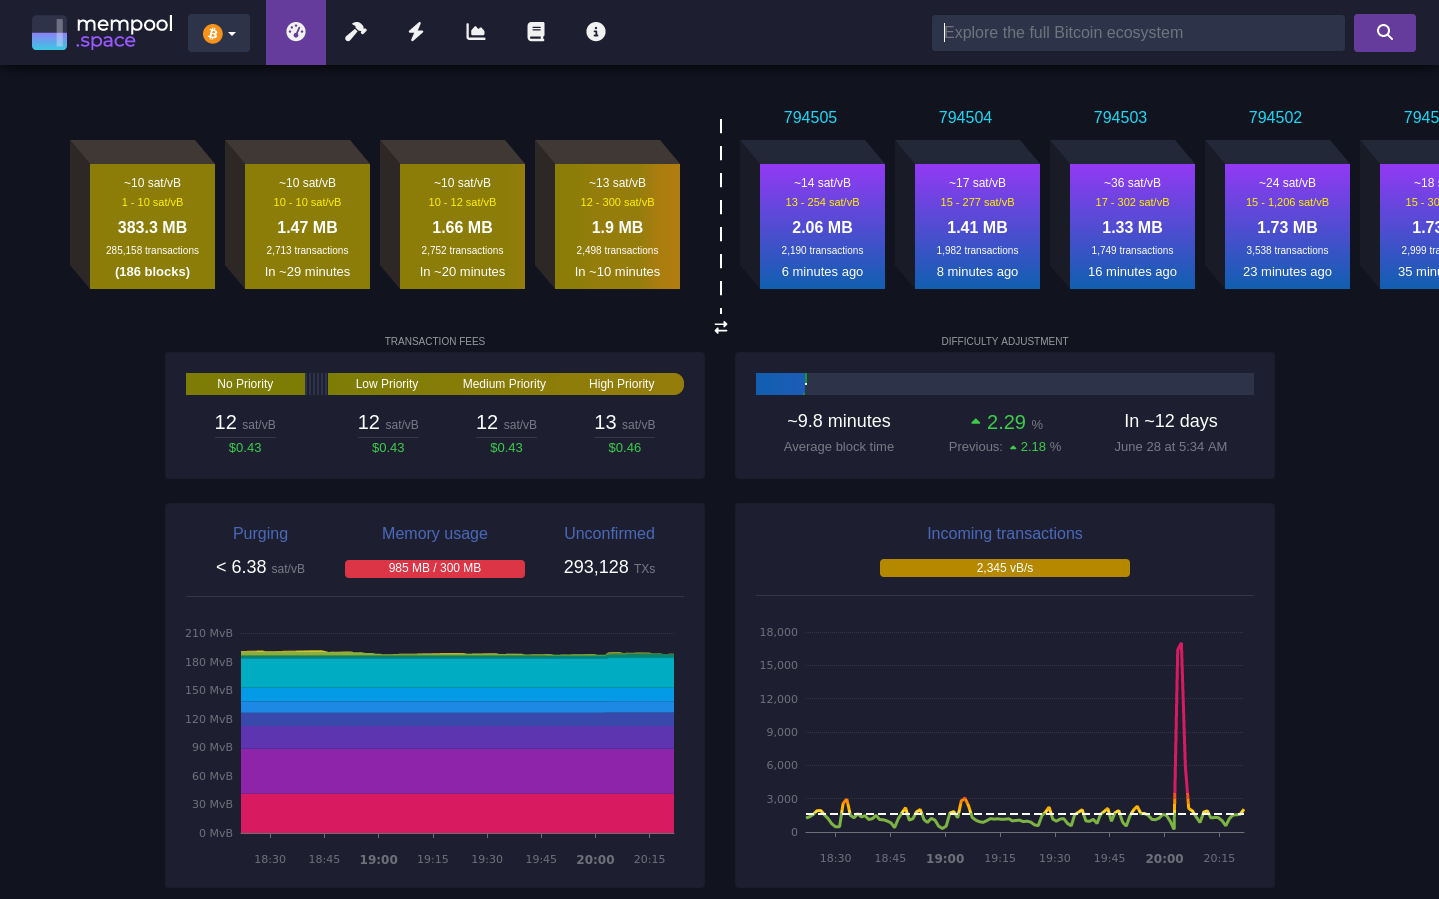 mempool
.space
Explore the full Bitcoin ecosystem
794505
794504
794503
794502
7945
~10 sat/vB
1 - 10 sat/vB
383.3 MB
285,158 transactions
(186 blocks)
~10 sat/vB
10 - 10 sat/vB
1.47 MB
2,713 transactions
In ~29 minutes
~10 sat/vB
10 - 12 sat/vB
1.66 MB
2,752 transactions
In ~20 minutes
~13 sat/vB
12 - 300 sat/vB
1.9 MB
2,498 transactions
In ~10 minutes
~14 sat/vB
13 - 254 sat/vB
2.06 MB
2,190 transactions
6 minutes ago
~17 sat/vB
15 - 277 sat/vB
1.41 MB
1,982 transactions
8 minutes ago
~36 sat/vB
17 - 302 sat/vB
1.33 MB
1,749 transactions
16 minutes ago
~24 sat/vB
15 - 1,206 sat/vB
1.73 MB
3,538 transactions
23 minutes ago
~18 s
15 - 30
1.73
2,999 tra
35 minu
TRANSACTION FEES
No Priority
Low Priority
Medium Priority
High Priority
12 sat/vB
12 sat/vB
12 sat/vB
13 sat/vB
$0.43
$0.43
$0.43
$0.46
DIFFICULTY ADJUSTMENT
~9.8 minutes
2.29 %
In ~12 days
Average block time
Previous: 2.18 %
June 28 at 5:34 AM
Purging
Memory usage
Unconfirmed
< 6.38 sat/vB
985 MB / 300 MB
293,128 TXs
210 MvB
180 MvB
150 MvB
120 MvB
90 MvB
60 MvB
30 MvB
0 MvB
18:30
18:45
19:00
19:15
19:30
19:45
20:00
20:15
Incoming transactions
2,345 vB/s
18,000
15,000
12,000
9,000
6,000
3,000
0
18:30
18:45
19:00
19:15
19:30
19:45
20:00
20:15